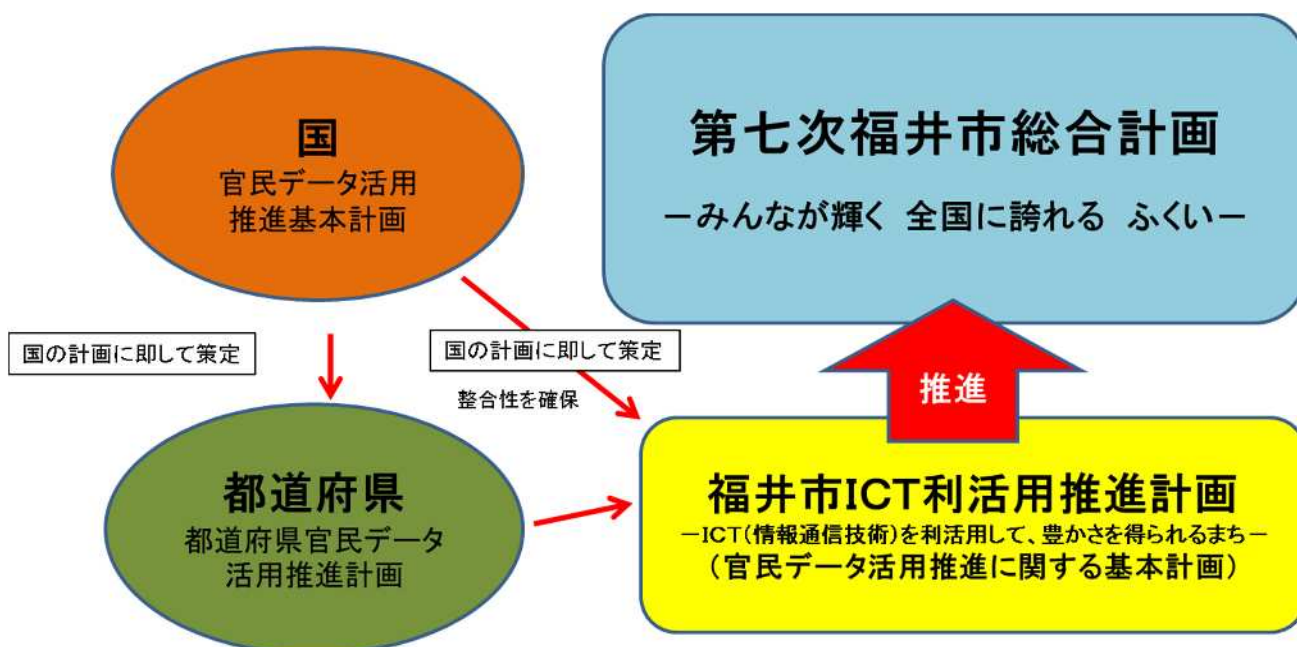 国
官民データ活用
推進基本計画
第七次福井市総合計画
－みんなが輝く 全国に誇れる ふくい－
国の計画に即して策定
国の計画に即して策定
整合性を確保
推進
都道府県
都道府県官民データ
活用推進計画
福井市ICT利活用推進計画
－ICT(情報通信技術)を利活用して、豊かさを得られるまち－
(官民データ活用推進に関する基本計画)